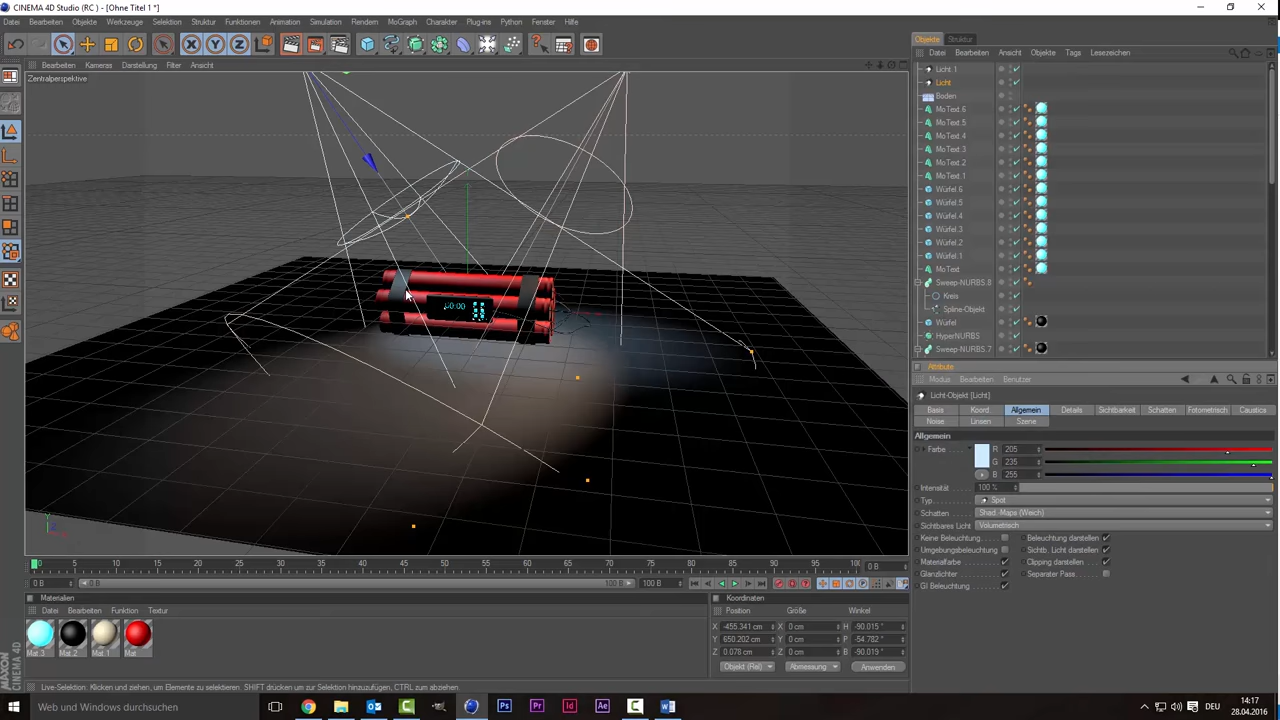 CINEMA 4D Studio (RC ) - [Ohne Titel 1 *]
Datei Bearbeiten Objekte Werkzeuge Selektion Struktur Funktionen Animation Simulation Rendern MoGraph Charakter Plug-ins Python Fenster Hilfe
Bearbeiten Kameras Darstellung Filter Ansicht
Zentralperspektive
Objekte Struktur
Datei Bearbeiten Ansicht Objekte Tags Lesezeichen
Licht.1
Licht
Boden
MoText.6
MoText.5
MoText.4
MoText.3
MoText.2
MoText.1
Würfel.6
Würfel.5
Würfel.4
Würfel.3
Würfel.2
Würfel.1
MoText
Sweep-NURBS.8
Kreis
Spline-Objekt
Würfel
HyperNURBS
Sweep-NURBS.7
Attribute
Modus Bearbeiten Benutzer
Licht-Objekt [Licht]
Basis Koord. Allgemein Details Sichtbarkeit Schatten Fotometrisch Caustics
Noise Linsen Szene
Allgemein
Farbe R 205
G 235
B 255
Intensität 100 %
Typ Spot
Schatten Shad.-Maps (Weich)
Sichtbares Licht Volumetrisch
Keine Beleuchtung Beleuchtung darstellen
Umgebungsbeleuchtung Sichtb. Licht darstellen
Materialfarbe Clipping darstellen
Glanzlichter Separater Pass
GI Beleuchtung
0 5 10 15 20 25 30 35 40 45 50 55 60 65 70 75 80 85 90 95 100 0 B
0 B 0 B 100 B 100 B
Materialien
Datei Bearbeiten Funktion Textur
Mat.3 Mat.2 Mat.1 Mat
Koordinaten
Position Größe Winkel
X -455.341 cm X 0 cm H -90.015 °
Y 650.202 cm Y 0 cm P -54.782 °
Z 0.078 cm Z 0 cm B -90.019 °
Objekt (Rel) Abmessung Anwenden
MAXON CINEMA 4D
Live-Selektion: Klicken und ziehen, um Elemente zu selektieren. SHIFT drücken um zur Selektion hinzuzufügen, CTRL zum abziehen.
Web und Windows durchsuchen
Ps Pr Id Ae
DEU
14:17
28.04.2016